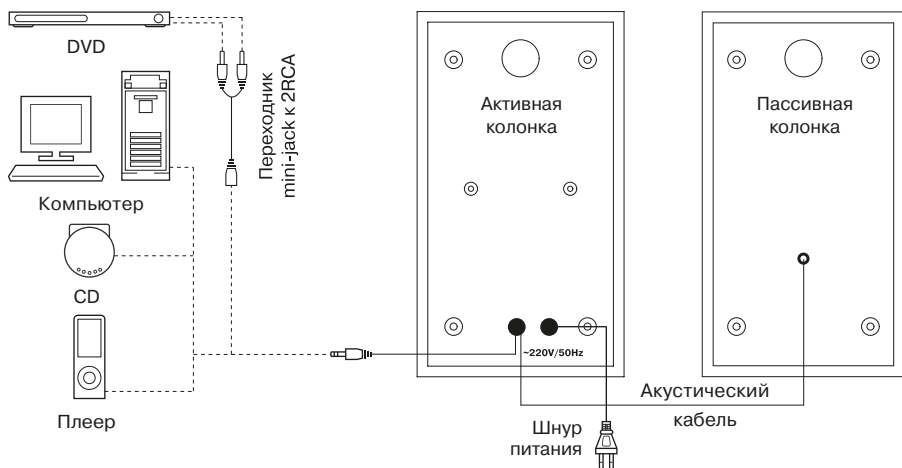 DVD
Компьютер
CD
Плеер
Переходник
mini-jack к 2RCA
Активная
колонка
~220V/50Hz
Шнур
питания
Пассивная
колонка
Акустический
кабель